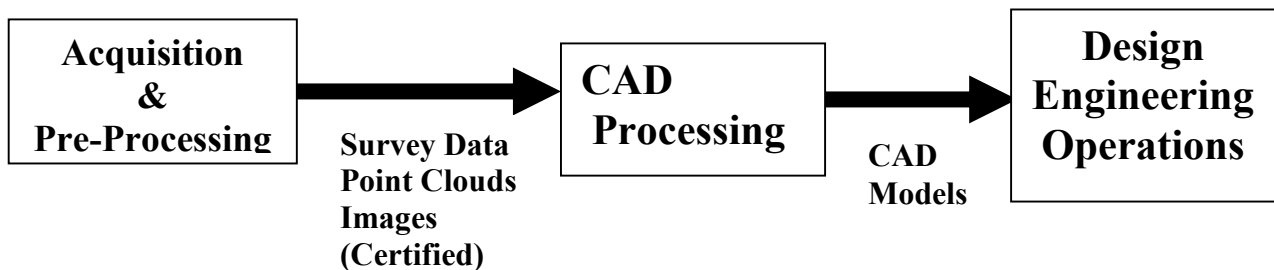 Acquisition
&
Pre-Processing
Survey Data
Point Clouds
Images
(Certified)
CAD
Processing
CAD
Models
Design
Engineering
Operations